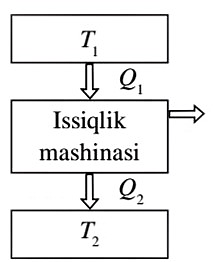 T₁
Q₁
Issiqlik
mashinasi
Q₂
T₂